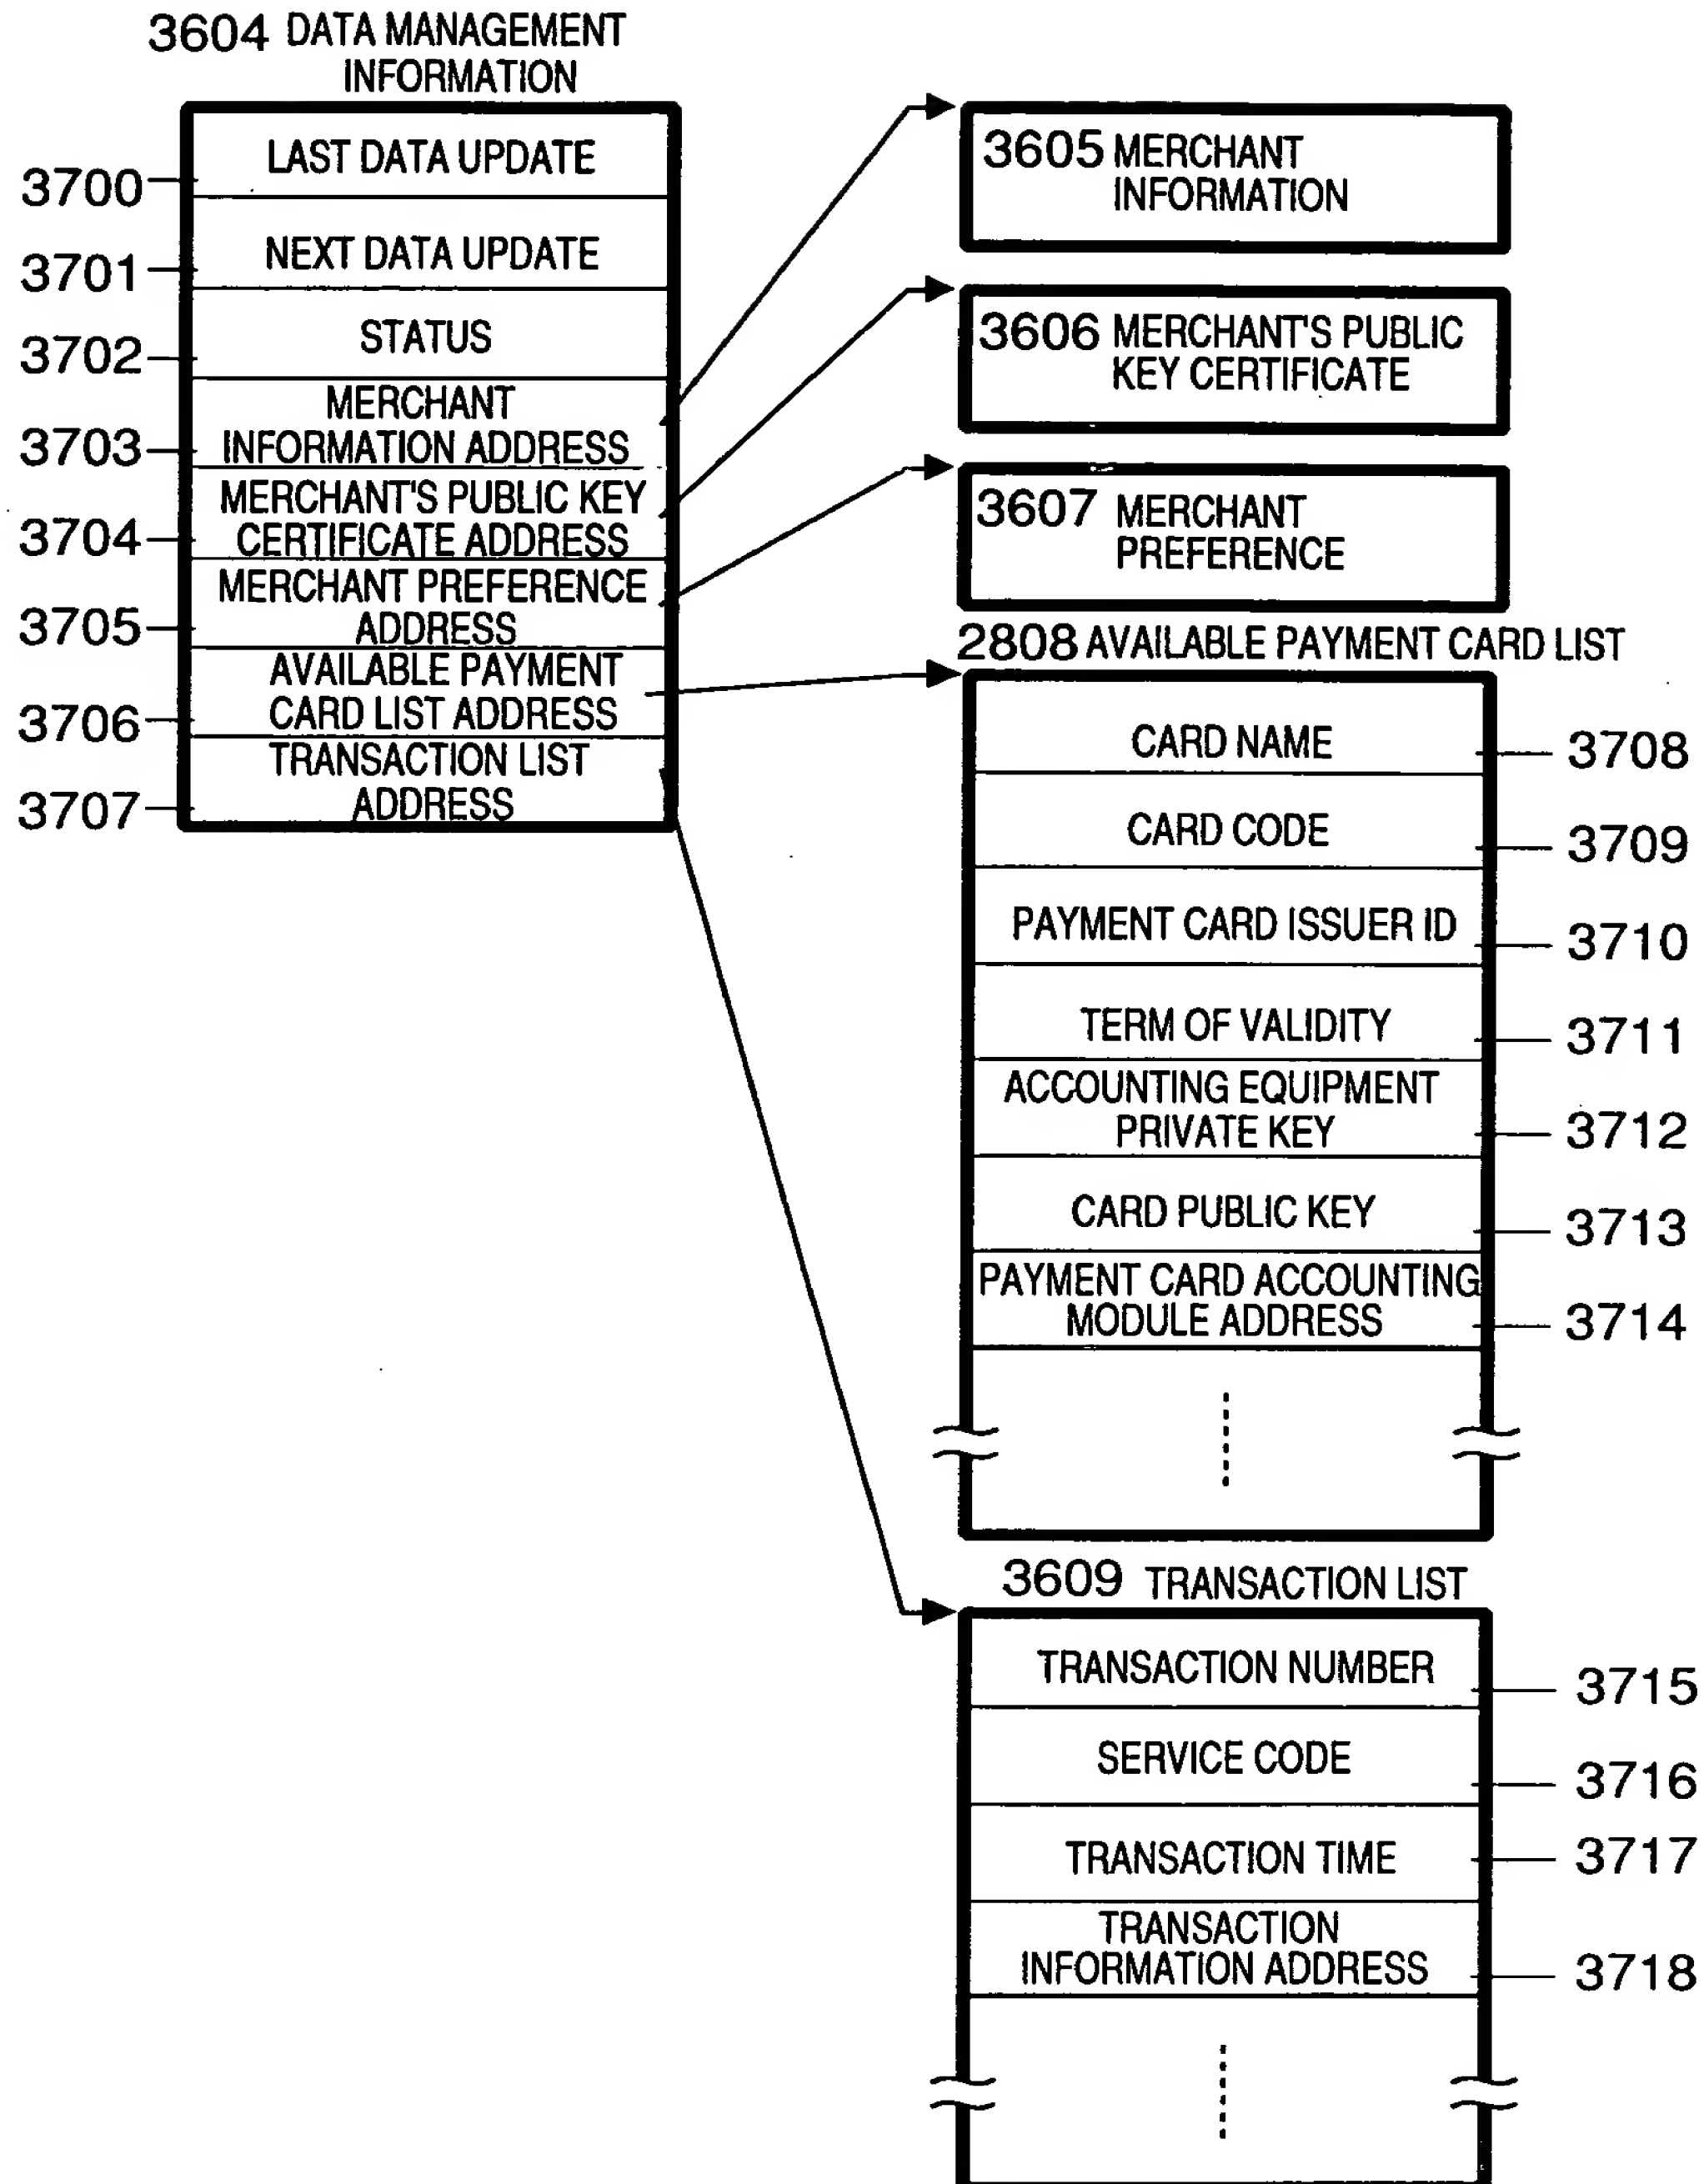 3604 DATA MANAGEMENT
INFORMATION
3700
LAST DATA UPDATE
3701
NEXT DATA UPDATE
3702
STATUS
3703
MERCHANT
INFORMATION ADDRESS
3704
MERCHANT'S PUBLIC KEY
CERTIFICATE ADDRESS
3705
MERCHANT PREFERENCE
ADDRESS
3706
AVAILABLE PAYMENT
CARD LIST ADDRESS
3707
TRANSACTION LIST
ADDRESS
3605 MERCHANT
INFORMATION
3606 MERCHANT'S PUBLIC
KEY CERTIFICATE
3607 MERCHANT
PREFERENCE
2808 AVAILABLE PAYMENT CARD LIST
CARD NAME
3708
CARD CODE
3709
PAYMENT CARD ISSUER ID
3710
TERM OF VALIDITY
3711
ACCOUNTING EQUIPMENT
PRIVATE KEY
3712
CARD PUBLIC KEY
3713
PAYMENT CARD ACCOUNTING
MODULE ADDRESS
3714
3609 TRANSACTION LIST
TRANSACTION NUMBER
3715
SERVICE CODE
3716
TRANSACTION TIME
3717
TRANSACTION
INFORMATION ADDRESS
3718